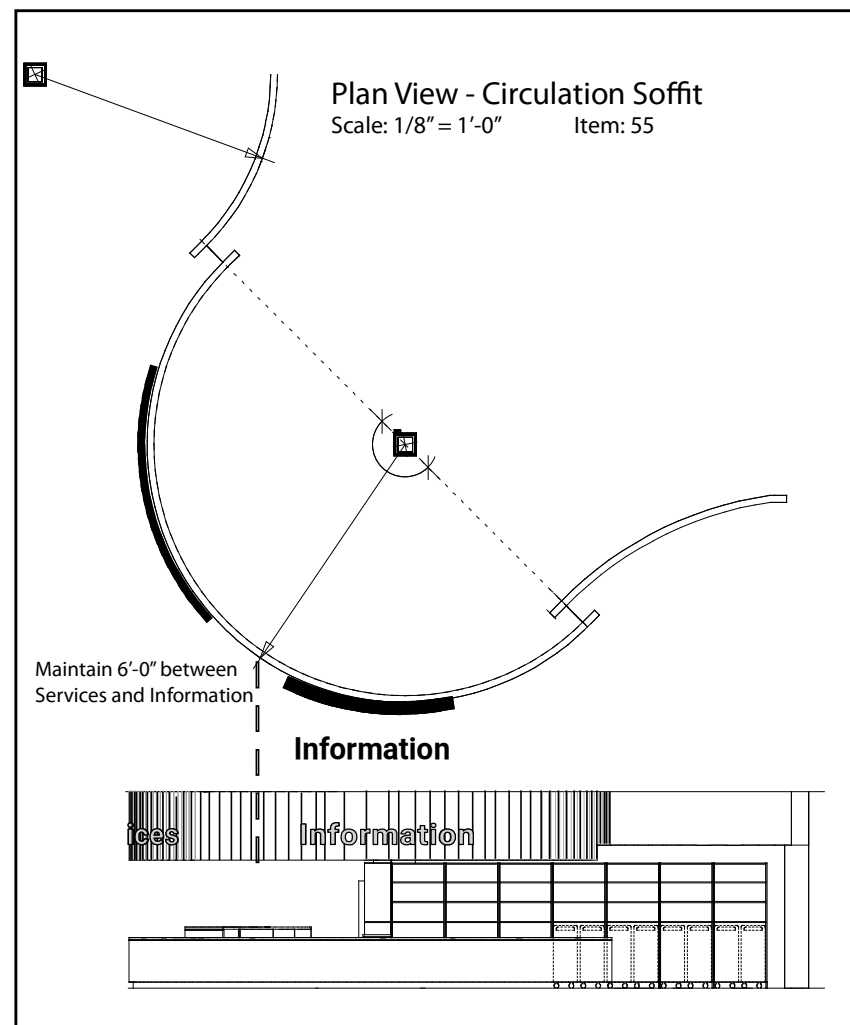 Plan View - Circulation Soffit
Scale: 1/8” = 1’-0” Item: 55
Maintain 6’-0” between
Services and Information
Information
ices Information